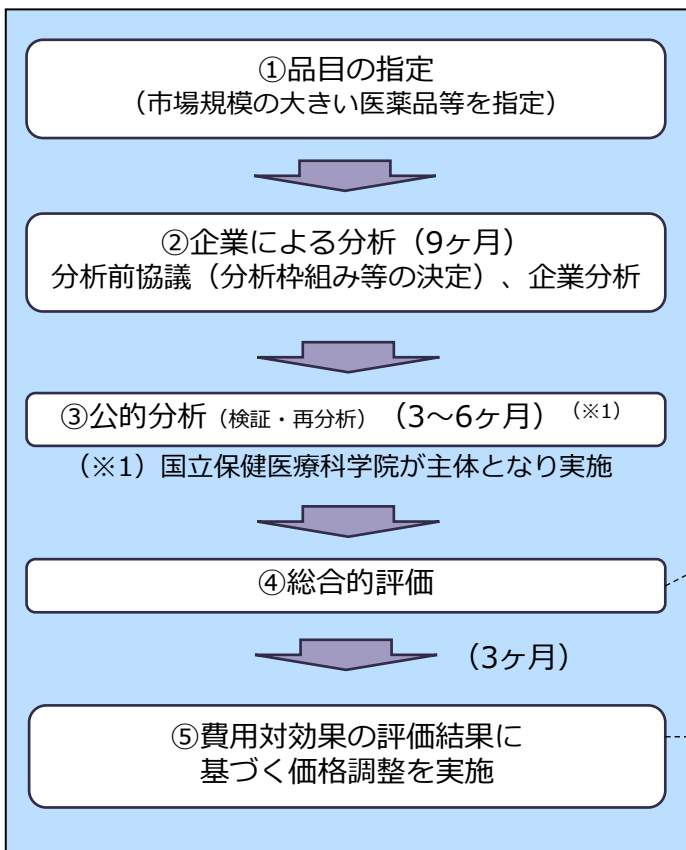 ①品目の指定
（市場規模の大きい医薬品等を指定）
②企業による分析（9ヶ月）
分析前協議（分析枠組み等の決定）、企業分析
③公的分析（検証・再分析）（3～6ヶ月）（※1）
（※1）国立保健医療科学院が主体となり実施
④総合的評価
（3ヶ月）
⑤費用対効果の評価結果に
基づく価格調整を実施